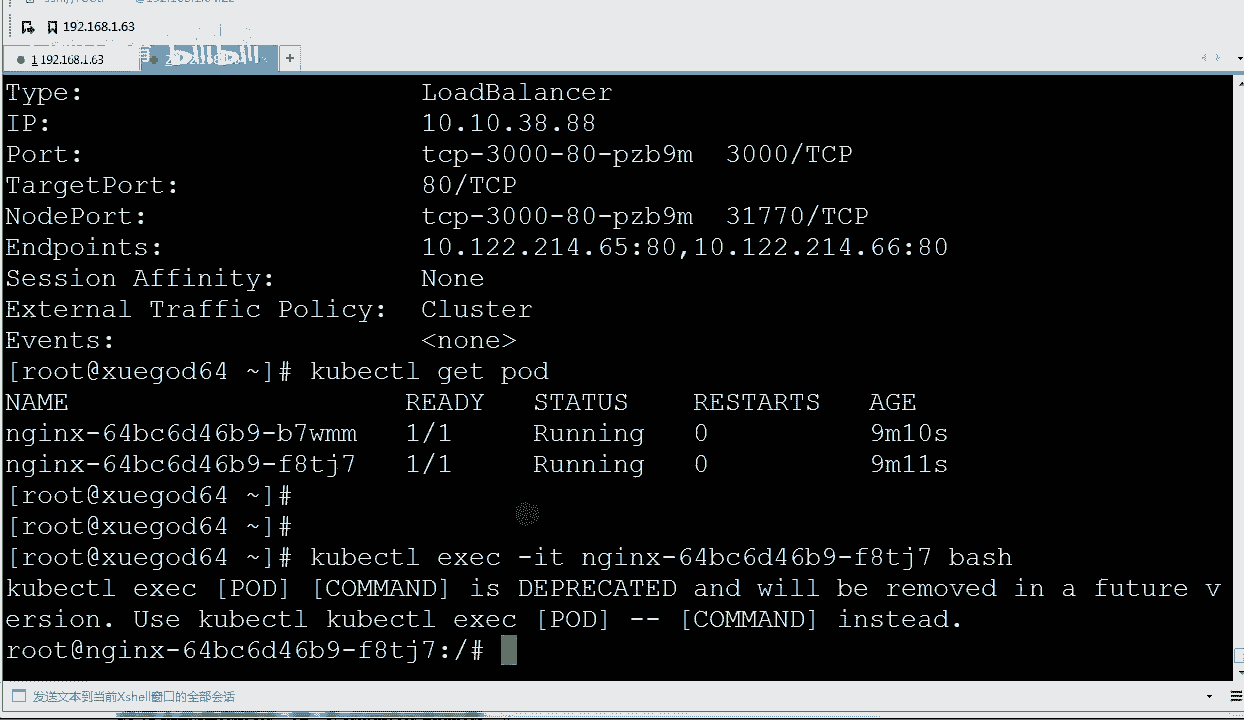 192.168.1.63
1 192.168.1.63
bilibili
+
Type: LoadBalancer
IP: 10.10.38.88
Port: tcp-3000-80-pzb9m 3000/TCP
TargetPort: 80/TCP
NodePort: tcp-3000-80-pzb9m 31770/TCP
Endpoints: 10.122.214.65:80,10.122.214.66:80
Session Affinity: None
External Traffic Policy: Cluster
Events: <none>
[root@xuegod64 ~]# kubectl get pod
NAME READY STATUS RESTARTS AGE
nginx-64bc6d46b9-b7wmm 1/1 Running 0 9m10s
nginx-64bc6d46b9-f8tj7 1/1 Running 0 9m11s
[root@xuegod64 ~]#
[root@xuegod64 ~]#
[root@xuegod64 ~]# kubectl exec -it nginx-64bc6d46b9-f8tj7 bash
kubectl exec [POD] [COMMAND] is DEPRECATED and will be removed in a future v
ersion. Use kubectl kubectl exec [POD] -- [COMMAND] instead.
root@nginx-64bc6d46b9-f8tj7:/#
发送文本到当前Xshell窗口的全部会话